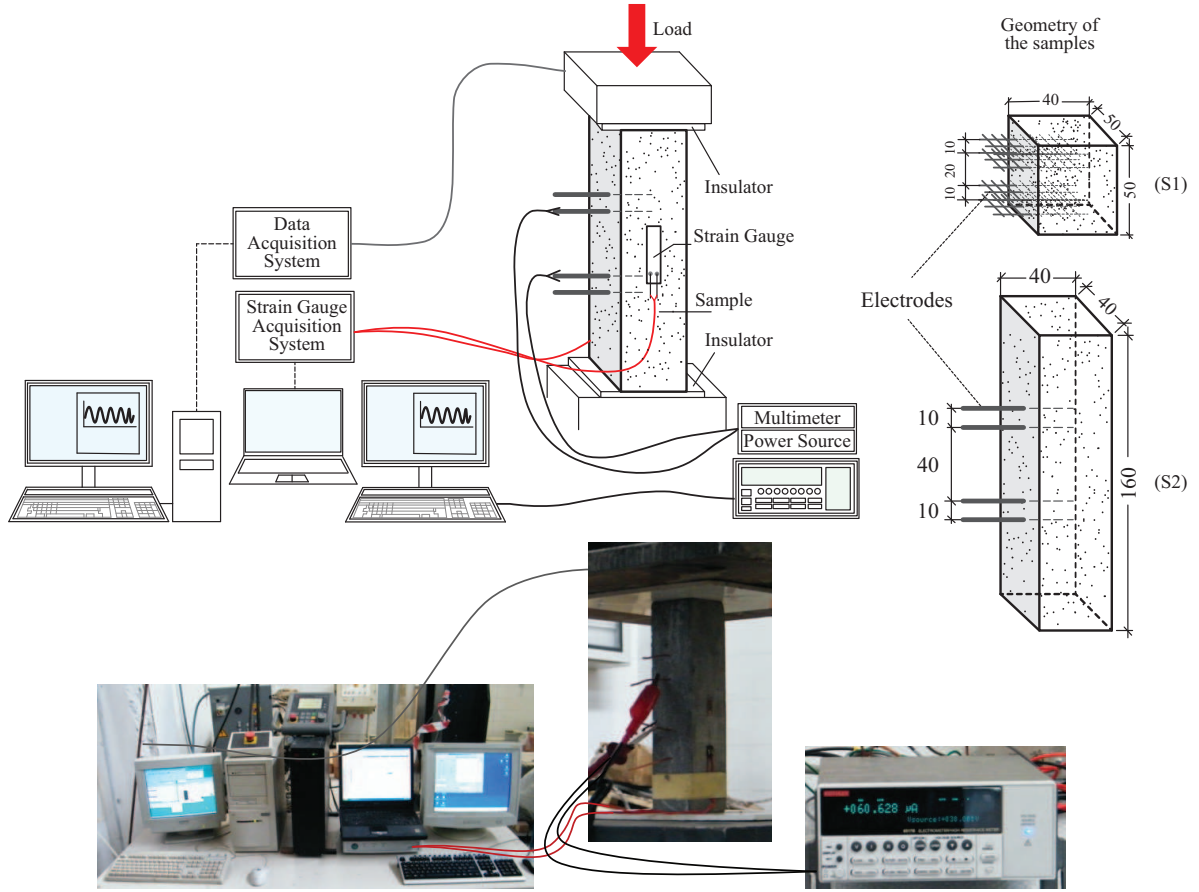 Load
Geometry of
the samples
40
50
10
20
10
50
(S1)
Insulator
Strain Gauge
Data
Acquisition
System
Sample
Electrodes
Strain Gauge
Acquisition
System
Insulator
40
40
10
40
10
160
(S2)
Multimeter
Power Source
+060.628 µA